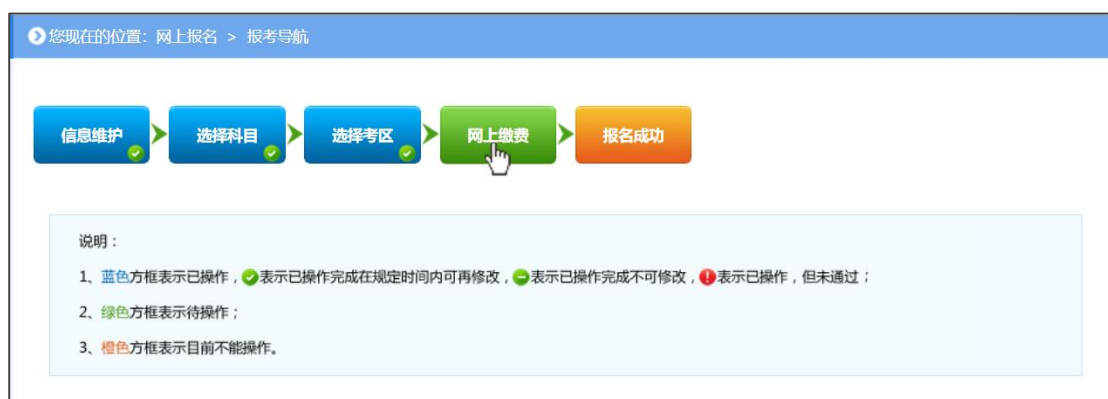 您现在的位置：网上报名 > 报考导航
信息维护 选择科目 选择考区 网上缴费 报名成功
说明：
1、蓝色方框表示已操作，表示已操作完成在规定时间内可再修改，表示已操作完成不可修改，表示已操作，但未通过；
2、绿色方框表示待操作；
3、橙色方框表示目前不能操作。